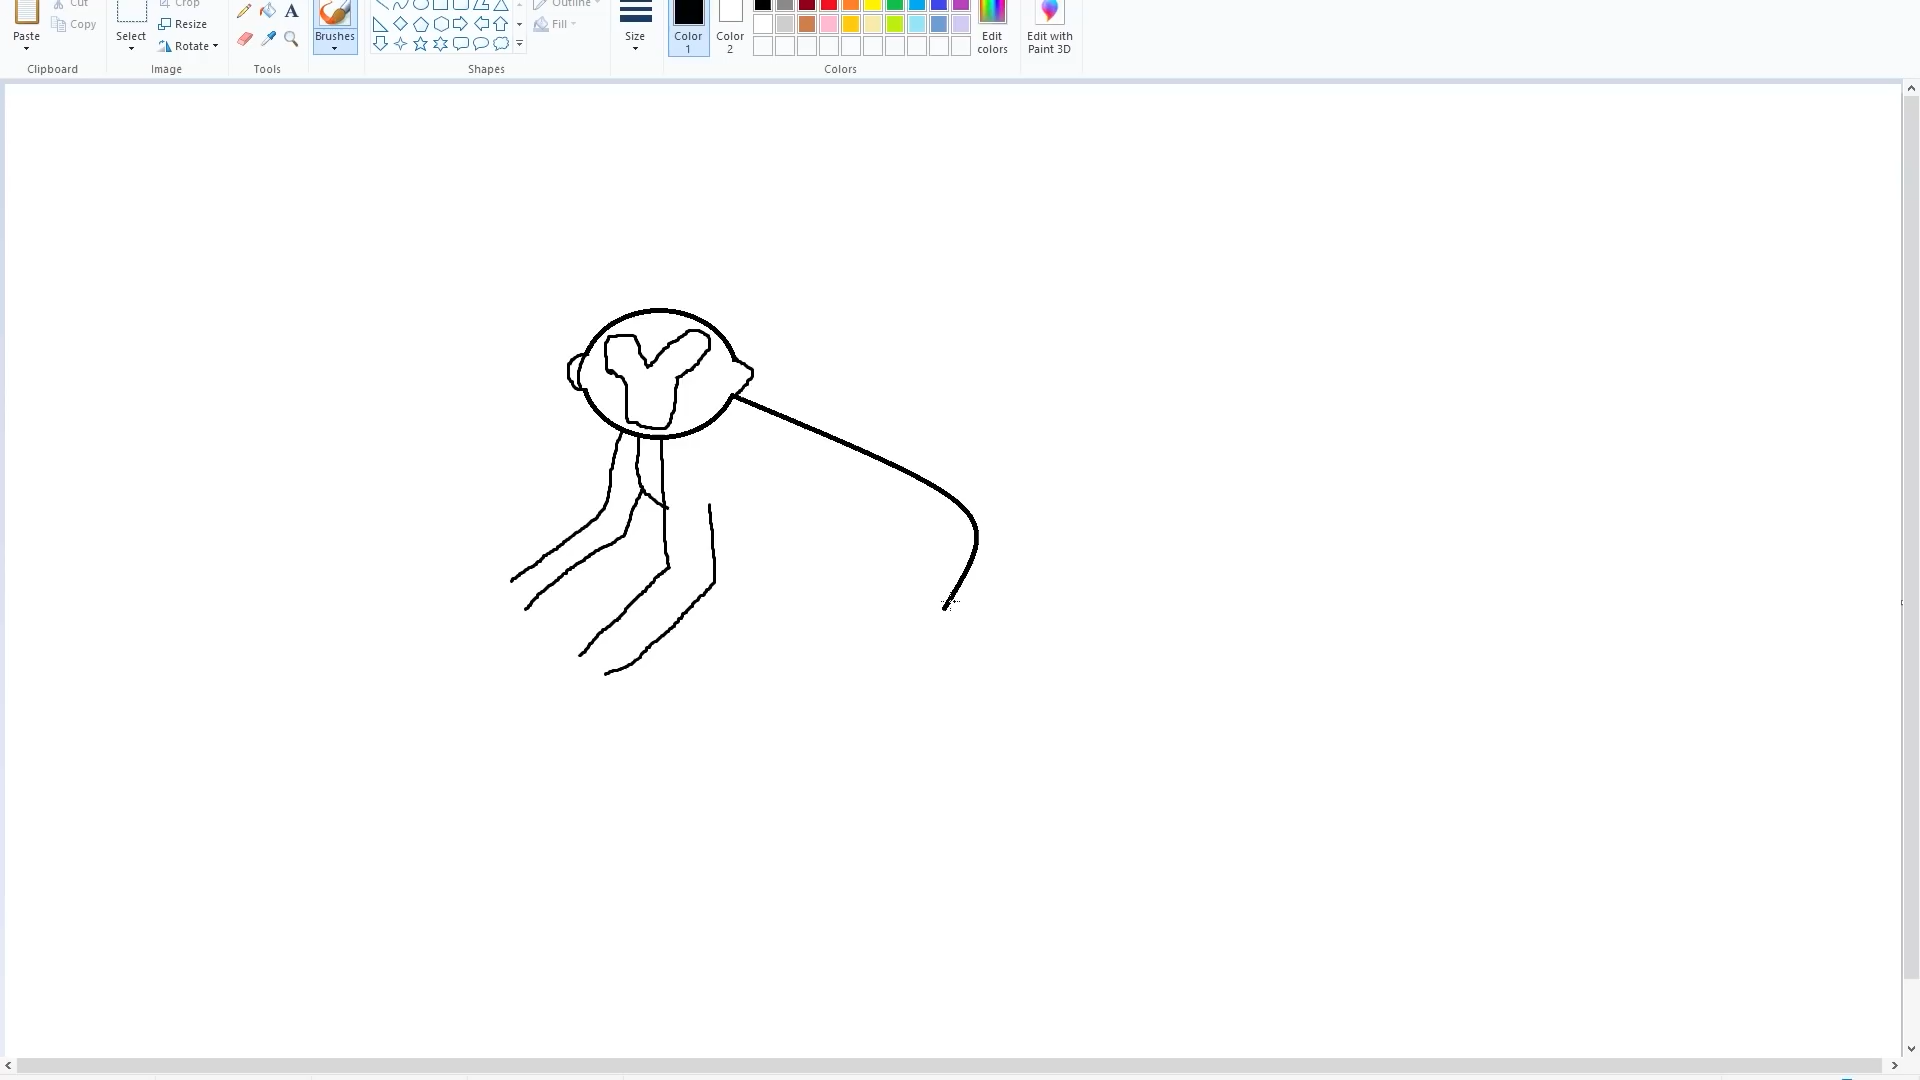 Cut Crop Outline
Paste Copy Select Resize Rotate A Brushes Fill Size Color 1 Color 2 Edit colors Edit with Paint 3D
Clipboard Image Tools Shapes Colors